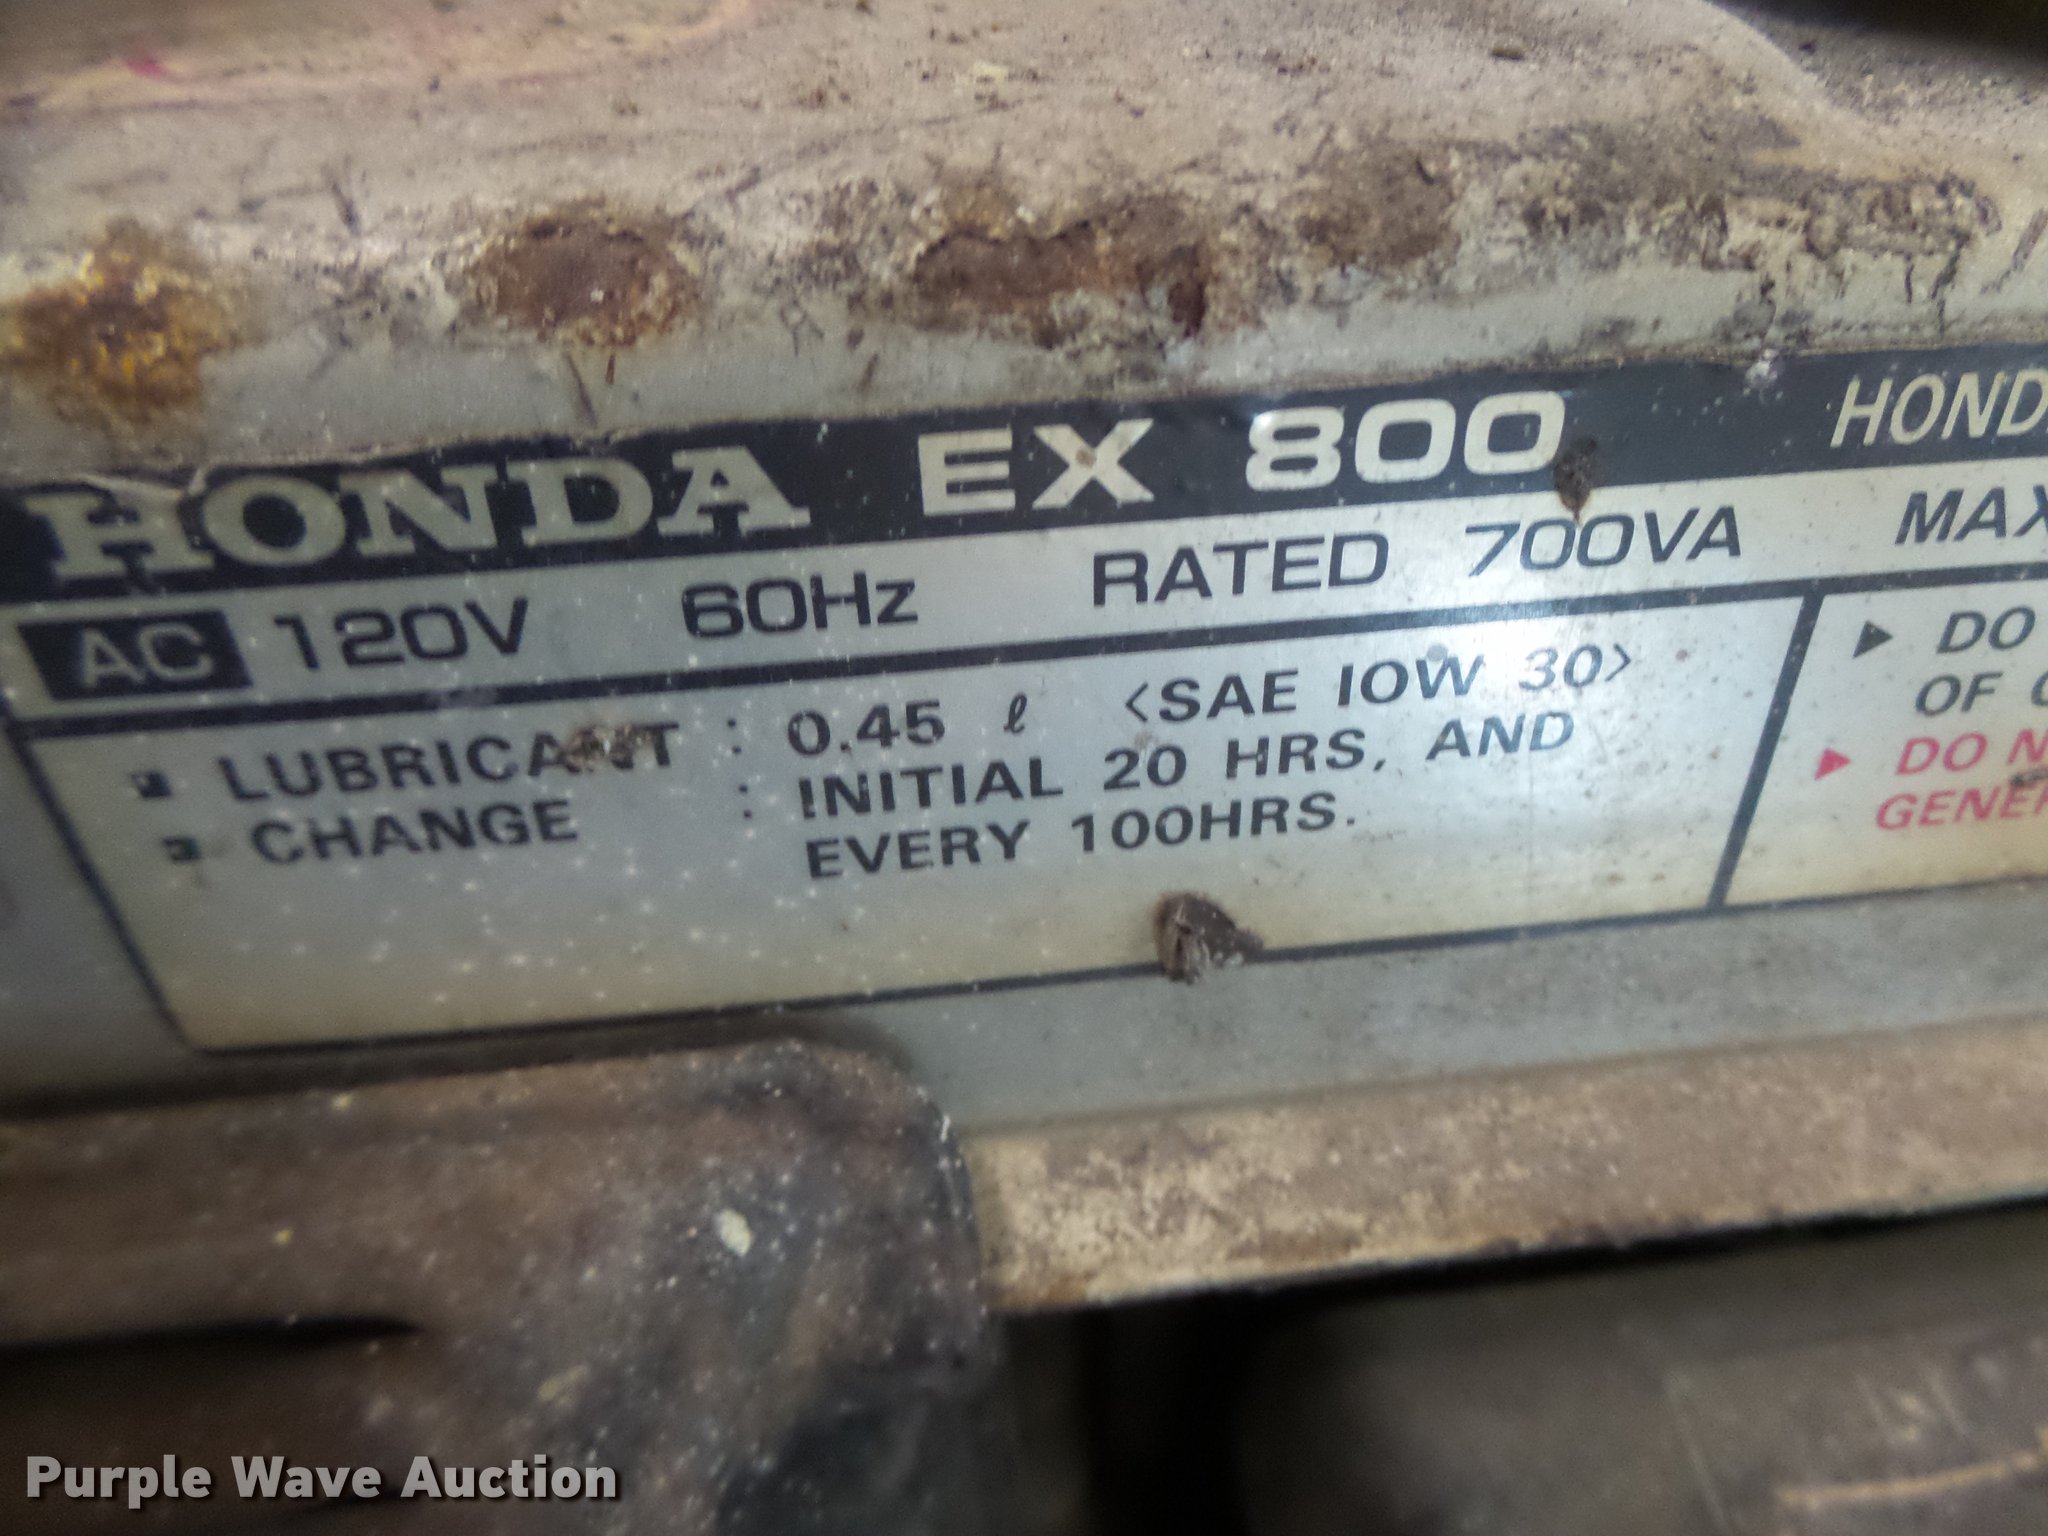 HONDA EX 800 HOND
AC 120V 60Hz RATED 700VA MAX
▪ LUBRICANT : 0.45 ℓ <SAE 10W 30>
▪ CHANGE : INITIAL 20 HRS, AND
EVERY 100HRS.
▶ DO
OF
▶ DO N
GENER
Purple Wave Auction